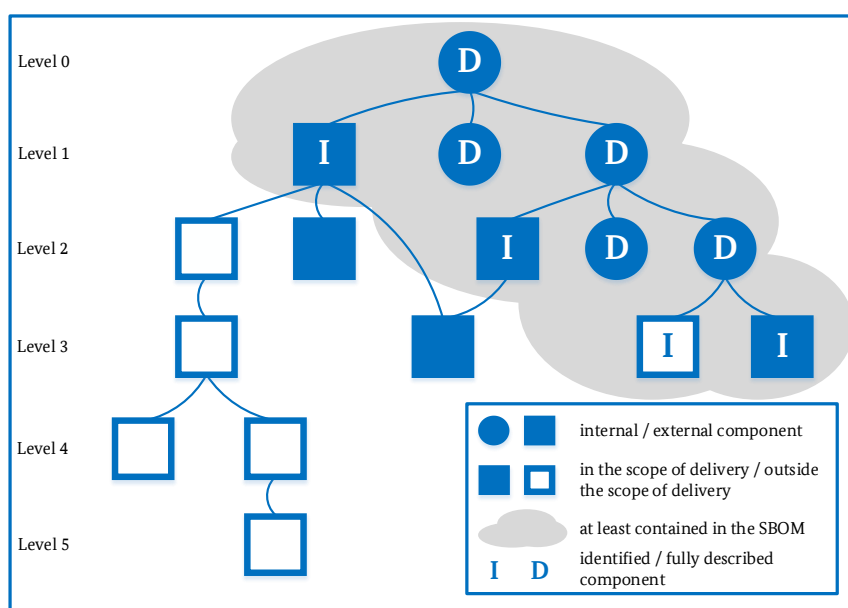 Level 0
D
Level 1
I
D
D
Level 2
I
D
D
Level 3
I
I
Level 4
internal / external component
in the scope of delivery / outside
the scope of delivery
at least contained in the SBOM
Level 5
I D
identified / fully described
component